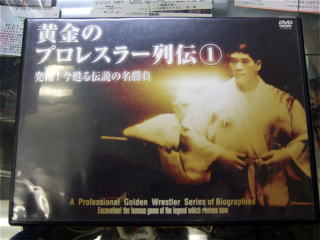 黄金の
プロレスラー列伝①
発掘!今甦る伝説の名勝負
DVD
A Professional Golden Wrestler Series of Biographies
Excavation! the famous game of the legend which revives now